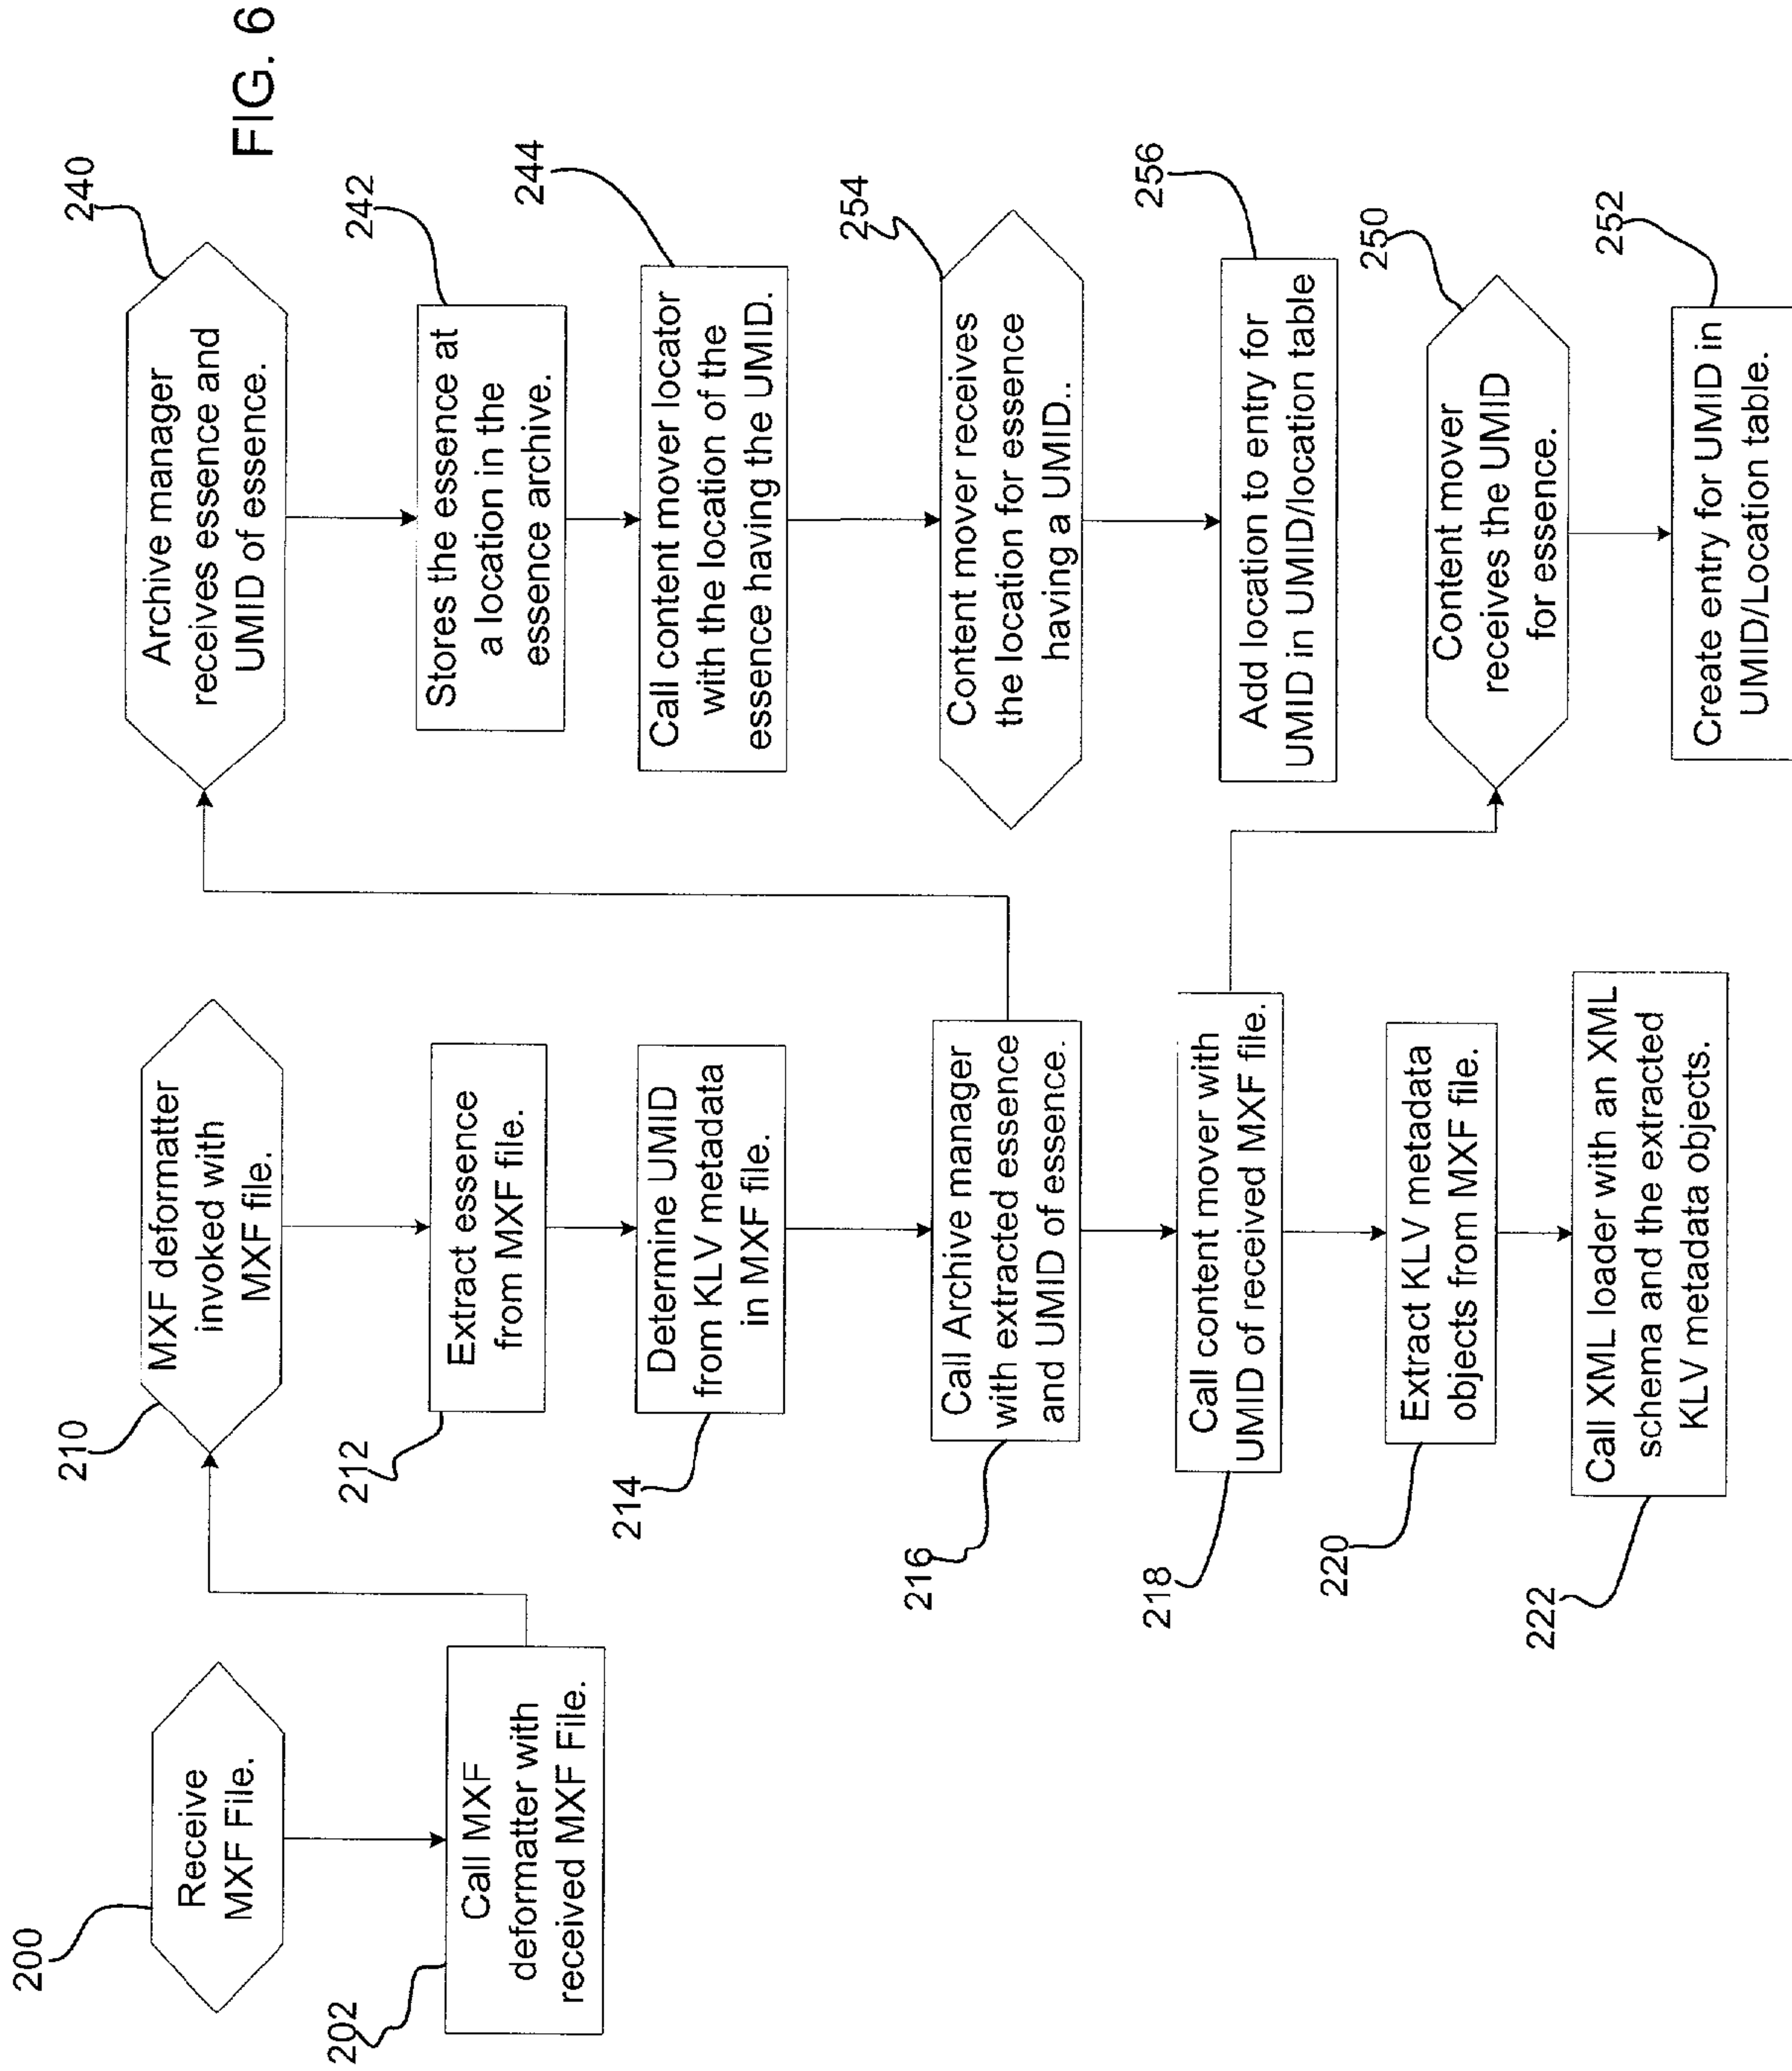 FIG. 6
200
Receive
MXF File.
202
Call MXF
deformatter with
received MXF File.
210
MXF deformatter
invoked with
MXF file.
212
Extract essence
from MXF file.
214
Determine UMID
from KLV metadata
in MXF file.
216
Call Archive manager
with extracted essence
and UMID of essence.
218
Call content mover with
UMID of received MXF file.
220
Extract KLV metadata
objects from MXF file.
222
Call XML loader with an XML
schema and the extracted
KLV metadata objects.
240
Archive manager
receives essence and
UMID of essence.
242
Stores the essence at
a location in the
essence archive.
244
Call content mover locator
with the location of the
essence having the UMID.
254
Content mover receives
the location for essence
having a UMID..
256
Add location to entry for
UMID in UMID/location table
250
Content mover
receives the UMID
for essence.
252
Create entry for UMID in
UMID/Location table.